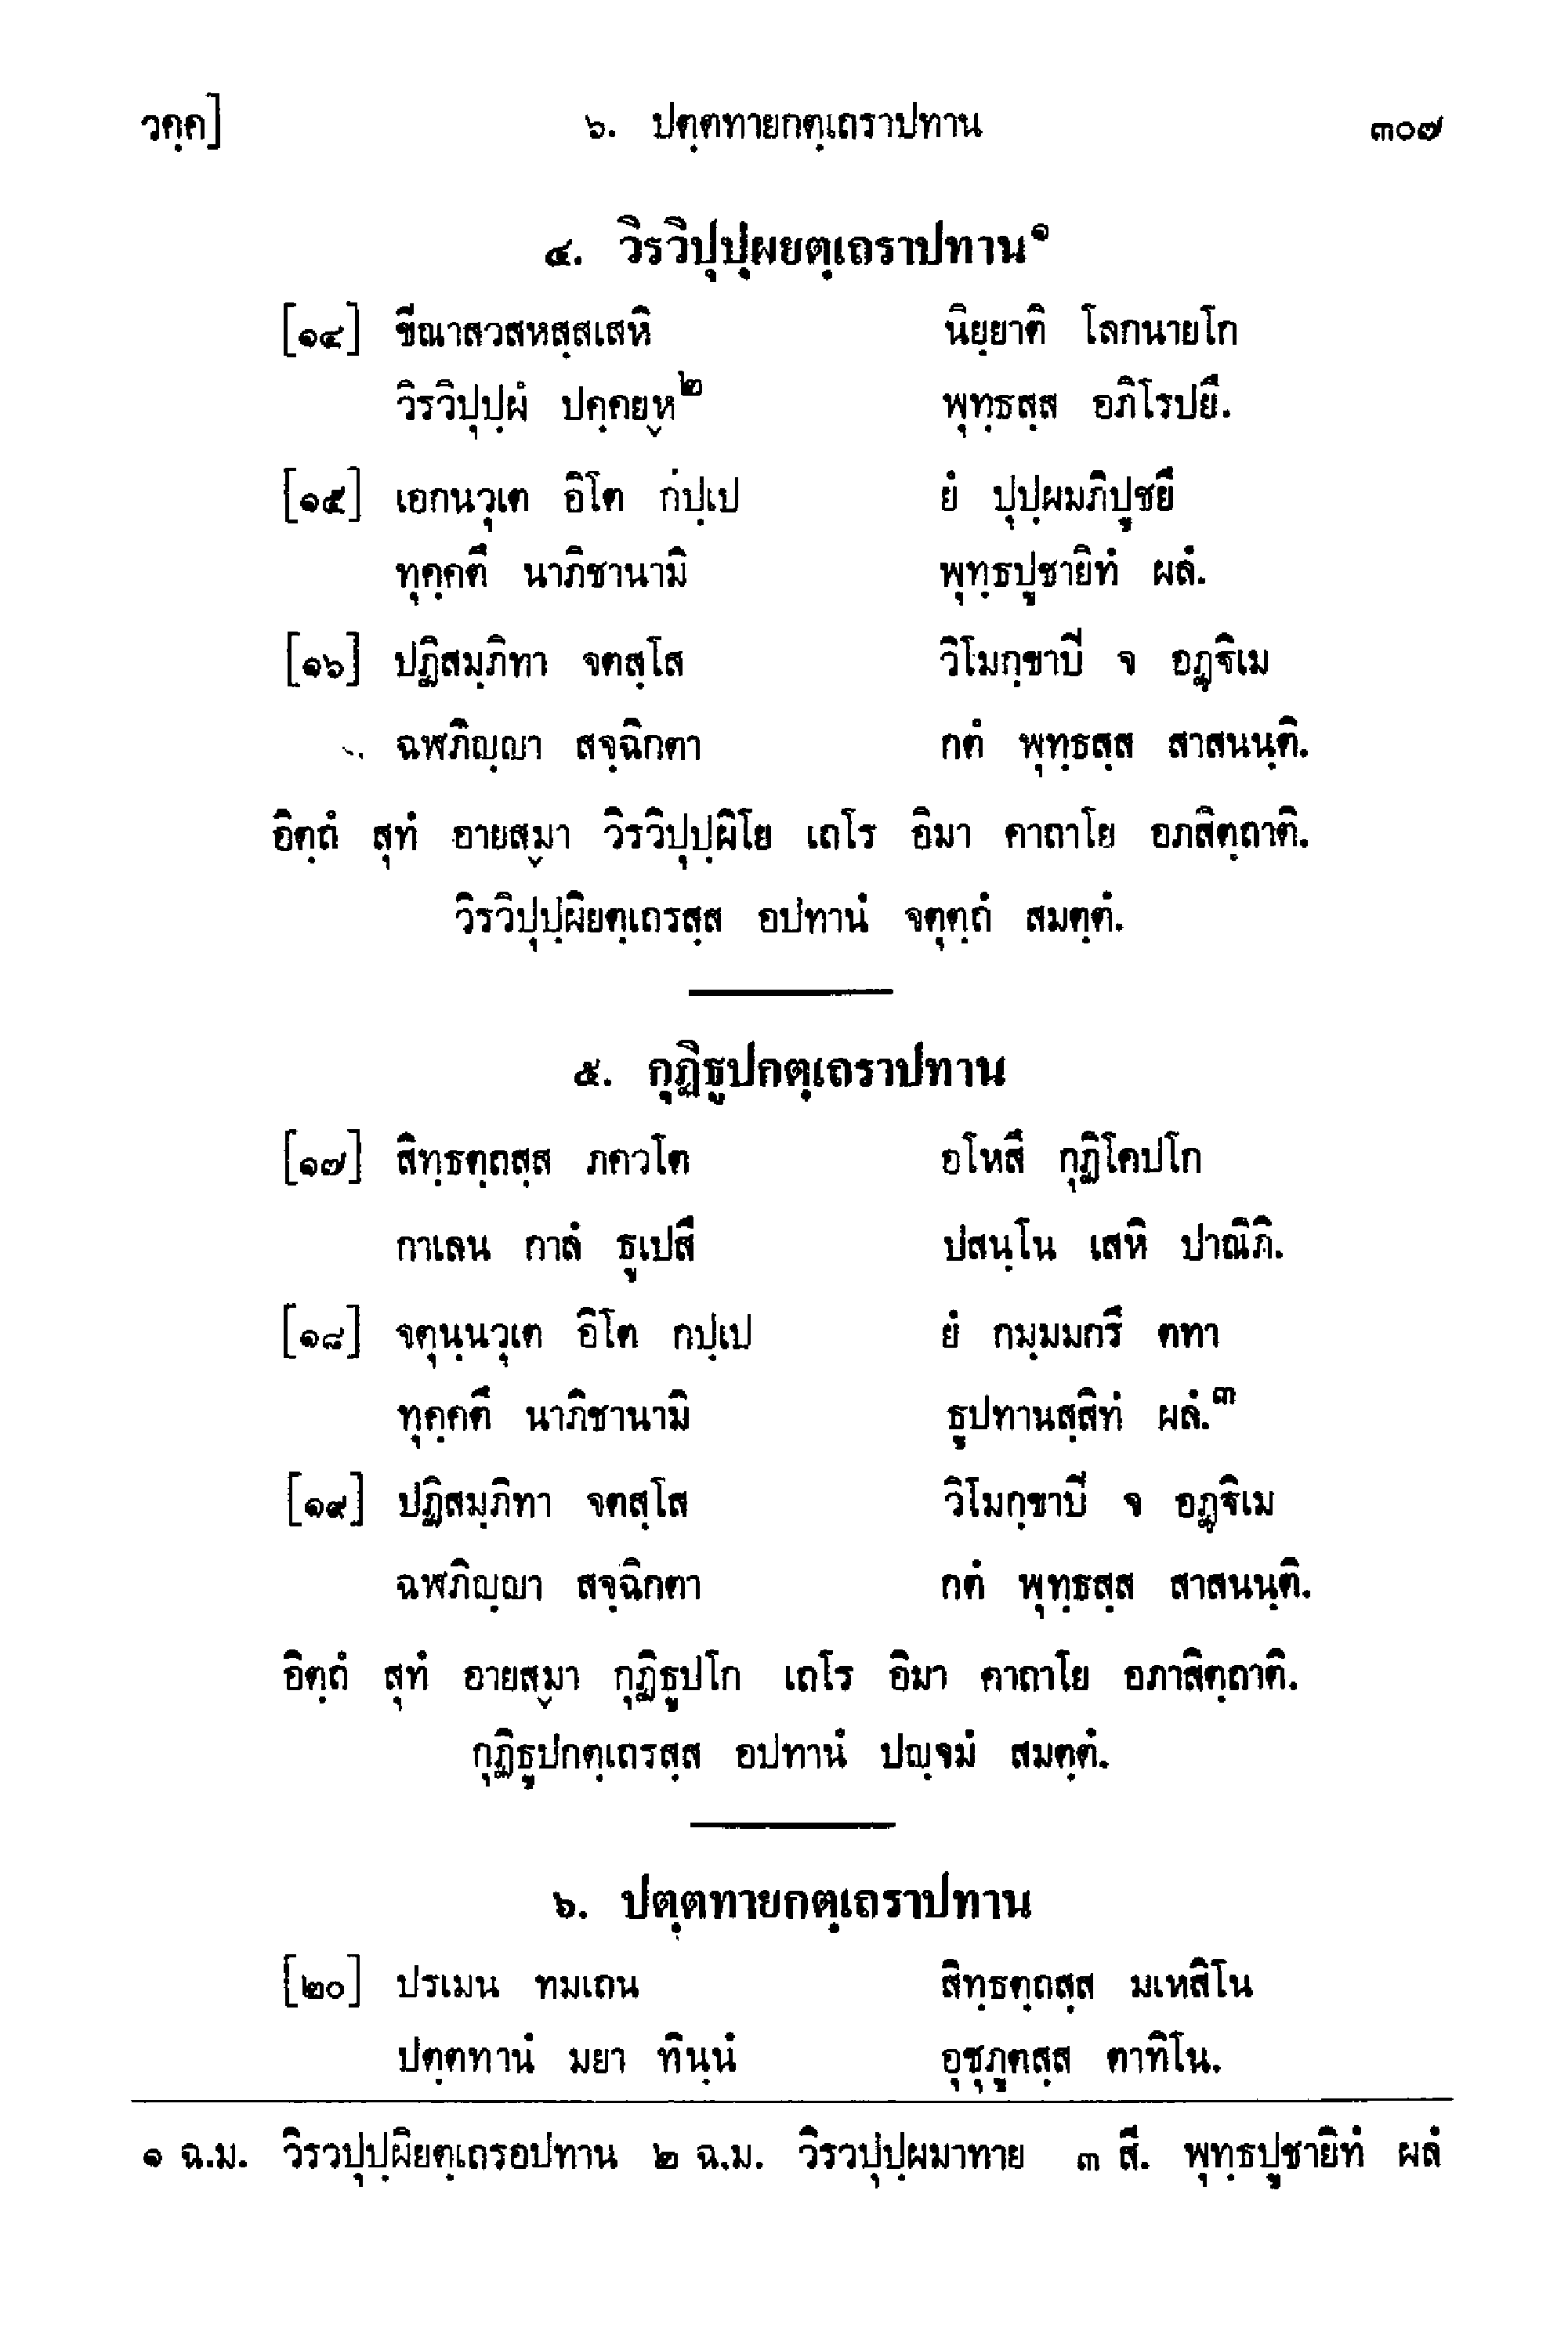 วคฺค] ๖. ปตฺตทายกตฺเถราปทาน ๓๐๗
๔. วิรวิปุปฺผยตฺเถราปทาน๑
[๑๔] ขีณาสวสหสฺสเสหิ นิยฺยาติ โลกนายโก
วิรวิปุปฺผํ ปคฺคยฺห๒ พุทฺธสฺส อภิโรปยึ.
[๑๕] เอกนวุเต อิโต กปฺเป ยํ ปุปฺผมภิปูชยึ
ทุคฺคตึ นาภิชานามิ พุทฺธปูชายิทํ ผลํ.
[๑๖] ปฏิสมฺภิทา จตสฺโส วิโมกฺขาปี จ อฏฺฐิเม
ฉฬภิญฺญา สจฺฉิกตา กตํ พุทฺธสฺส สาสนนฺติ.
อิตฺถํ สุทํ อายสฺมา วิรวิปุปฺผิโย เถโร อิมา คาถาโย อภสิตฺถาติ.
วิรวิปุปฺผิยตฺเถรสฺส อปทานํ จตุตฺถํ สมตฺตํ.
๕. กุฏิธูปกตฺเถราปทาน
[๑๗] สิทฺธตฺถสฺส ภควโต อโหสึ กุฏิโคปโก
กาเลน กาลํ ธูเปสึ ปสนฺโน เสหิ ปาณิภิ.
[๑๘] จตุนฺนวุเต อิโต กปฺเป ยํ กมฺมมกรึ ตทา
ทุคฺคตึ นาภิชานามิ ธูปทานสฺสิทํ ผลํ.๓
[๑๙] ปฏิสมฺภิทา จตสฺโส วิโมกฺขาปี จ อฏฺฐิเม
ฉฬภิญฺญา สจฺฉิกตา กตํ พุทฺธสฺส สาสนนฺติ.
อิตฺถํ สุทํ อายสฺมา กุฏิธูปโก เถโร อิมา คาถาโย อภาสิตฺถาติ.
กุฏิธูปกตฺเถรสฺส อปทานํ ปญฺจมํ สมตฺตํ.
๖. ปตฺตทายกตฺเถราปทาน
[๒๐] ปรเมน ทมเถน สิทฺธตฺถสฺส มเหสิโน
ปตฺตทานํ มยา ทินฺนํ อุชุภูตสฺส ตาทิโน.
๑ ฉ.ม. วิรวปุปฺผิยตฺเถรอปทาน ๒ ฉ.ม. วิรวปุปฺผมาทาย ๓ สี. พุทฺธปูชายิทํ ผลํ